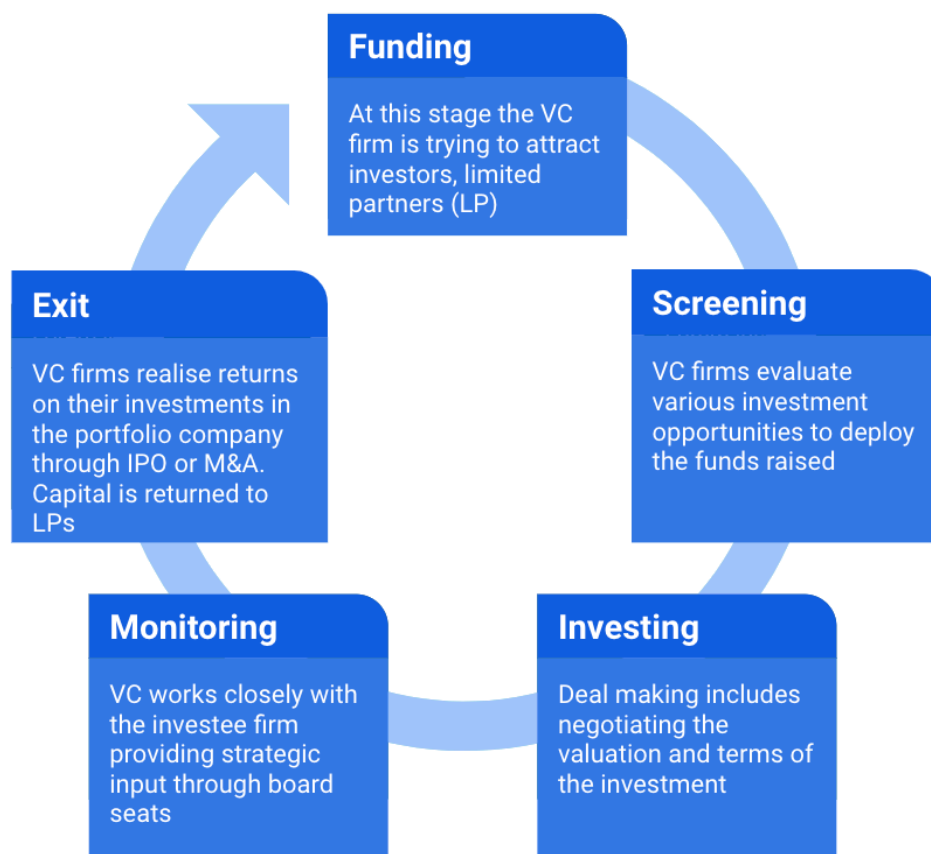 Funding
At this stage the VC
firm is trying to attract
investors, limited
partners (LP)
Screening
VC firms evaluate
various investment
opportunities to deploy
the funds raised
Investing
Deal making includes
negotiating the
valuation and terms of
the investment
Monitoring
VC works closely with
the investee firm
providing strategic
input through board
seats
Exit
VC firms realise returns
on their investments in
the portfolio company
through IPO or M&A.
Capital is returned to
LPs